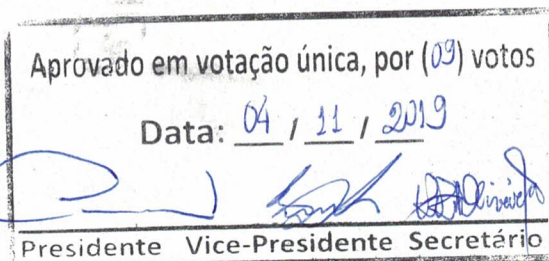 Aprovado em votação única, por (09) votos
Data: 04 / 11 / 2019
Presidente Vice-Presidente Secretário